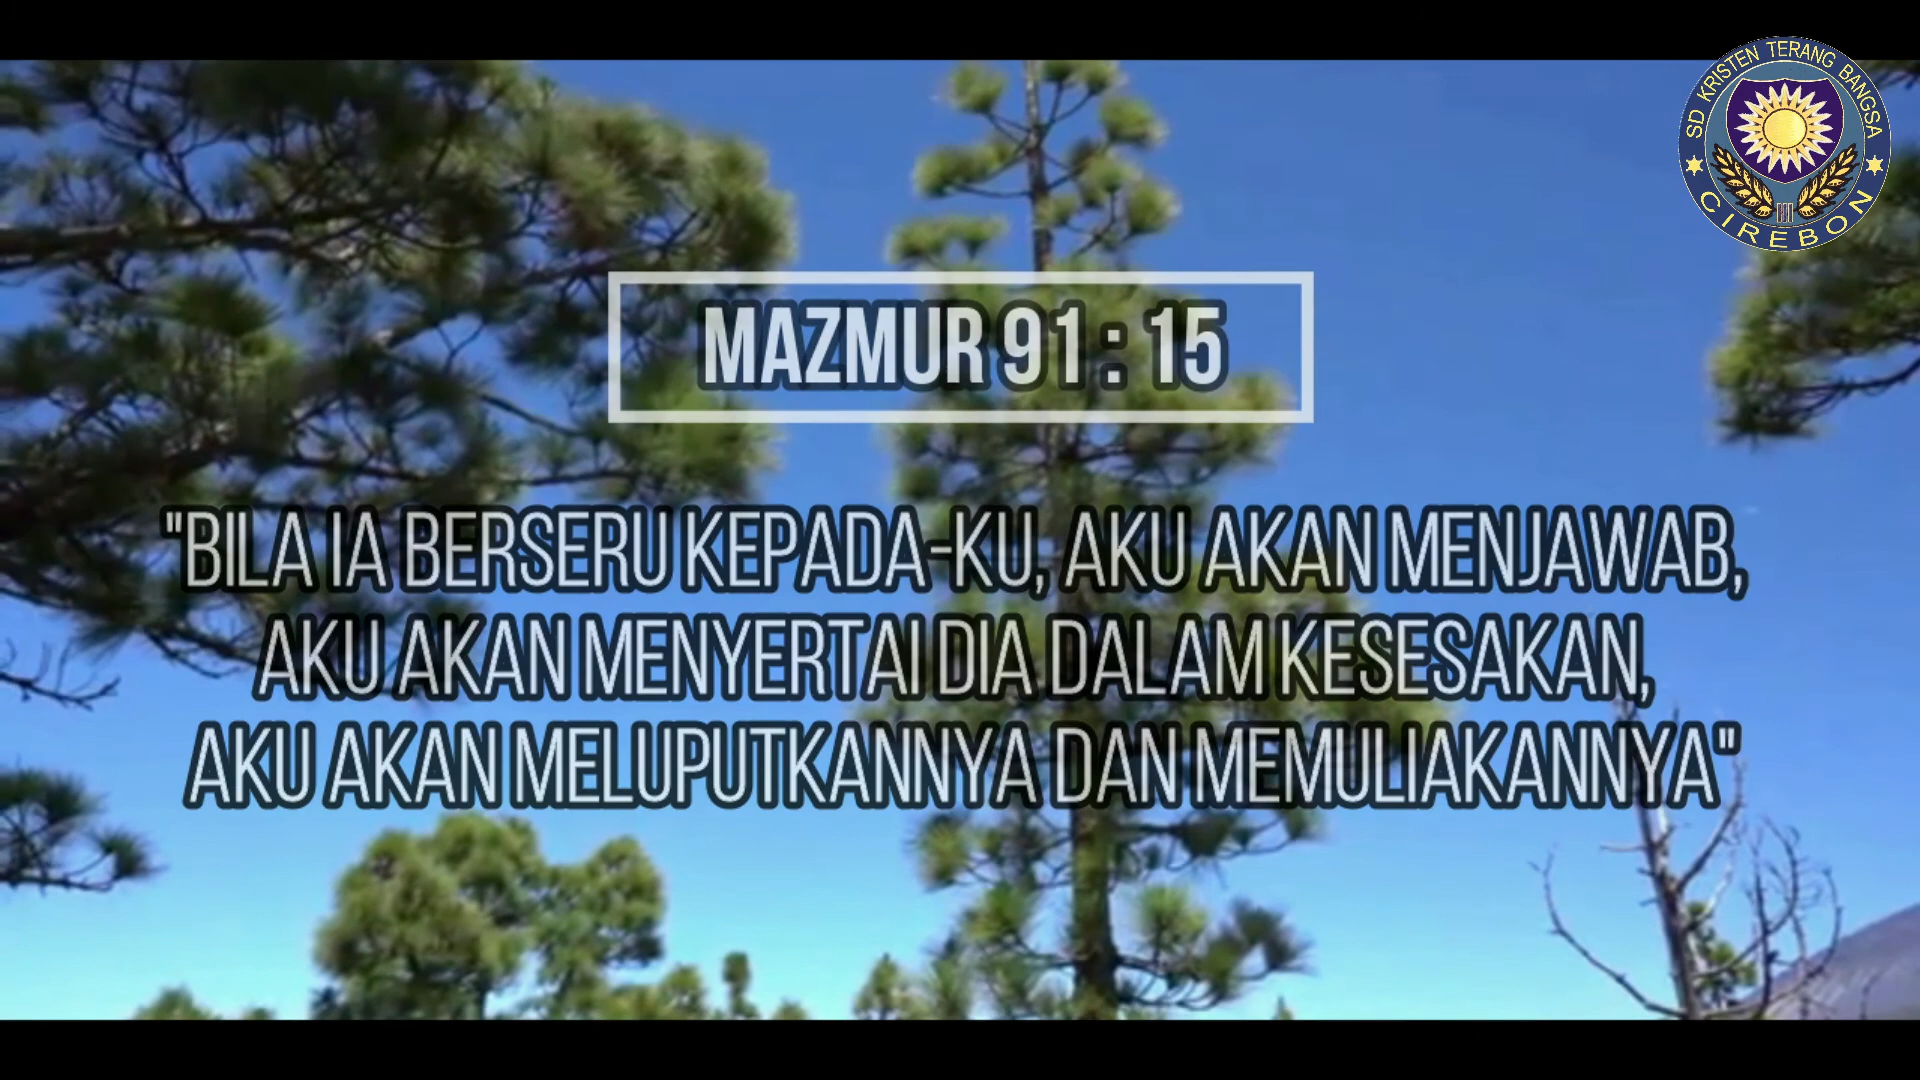 SD KRISTEN TERANG BANGSA
CIREBON
MAZMUR 91 : 15
"BILA IA BERSERU KEPADA-KU, AKU AKAN MENJAWAB,
AKU AKAN MENYERTAI DIA DALAM KESESAKAN,
AKU AKAN MELUPUTKANNYA DAN MEMULIAKANNYA"